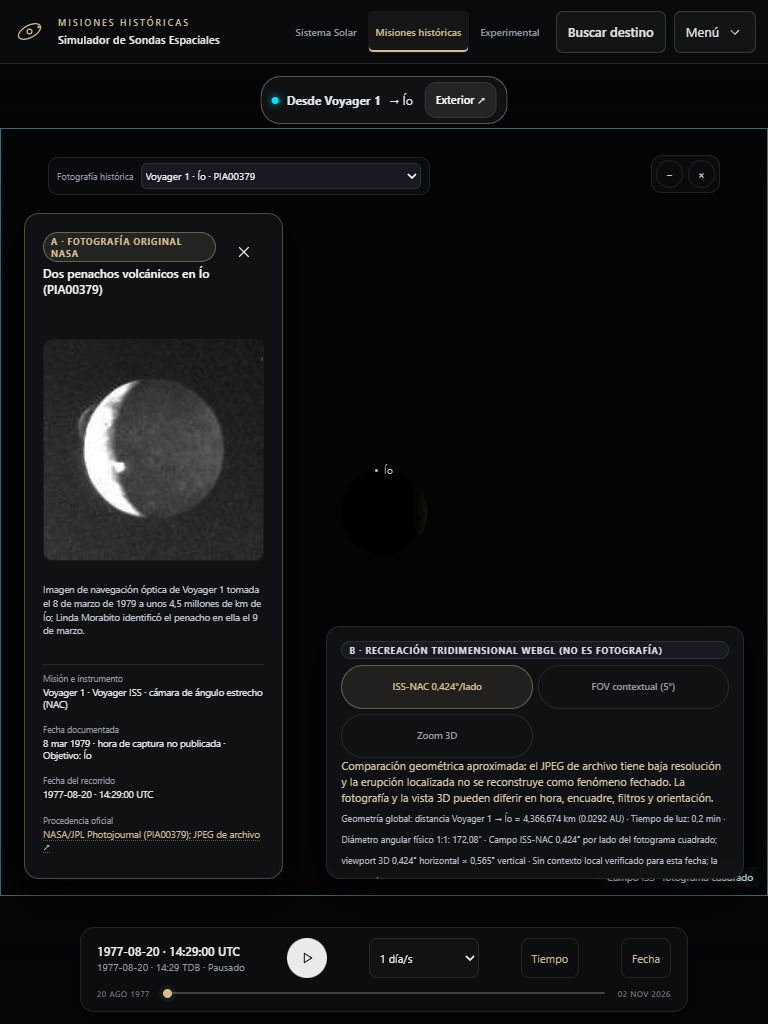 MISIONES HISTÓRICAS
Simulador de Sondas Espaciales
Sistema Solar
Misiones históricas
Experimental
Buscar destino
Menú
Desde Voyager 1 → Ío
Exterior ↗
Fotografía histórica
Voyager 1 · Ío · PIA00379
−
×
A · FOTOGRAFÍA ORIGINAL
NASA
Dos penachos volcánicos en Ío
(PIA00379)
Imagen de navegación óptica de Voyager 1 tomada
el 8 de marzo de 1979 a unos 4,5 millones de km de
Ío; Linda Morabito identificó el penacho en ella el 9
de marzo.
Misión e instrumento
Voyager 1 · Voyager ISS · cámara de ángulo estrecho
(NAC)
Fecha documentada
8 mar 1979 · hora de captura no publicada ·
Objetivo: Ío
Fecha del recorrido
1977-08-20 · 14:29:00 UTC
Procedencia oficial
NASA/JPL Photojournal (PIA00379); JPEG de archivo
↗
Ío
B · RECREACIÓN TRIDIMENSIONAL WEBGL (NO ES FOTOGRAFÍA)
ISS-NAC 0,424°/lado
FOV contextual (5°)
Zoom 3D
Comparación geométrica aproximada: el JPEG de archivo tiene baja resolución
y la erupción localizada no se reconstruye como fenómeno fechado. La
fotografía y la vista 3D pueden diferir en hora, encuadre, filtros y orientación.
Geometría global: distancia Voyager 1 → Ío = 4,366,674 km (0.0292 AU) · Tiempo de luz: 0,2 min ·
Diámetro angular físico 1:1: 172,08″ · Campo ISS-NAC 0,424° por lado del fotograma cuadrado;
viewport 3D 0,424° horizontal × 0,565° vertical · Sin contexto local verificado para esta fecha; la
Campo ISS · fotograma cuadrado
1977-08-20 · 14:29:00 UTC
1977-08-20 · 14:29 TDB · Pausado
1 día/s
Tiempo
Fecha
20 AGO 1977
02 NOV 2026